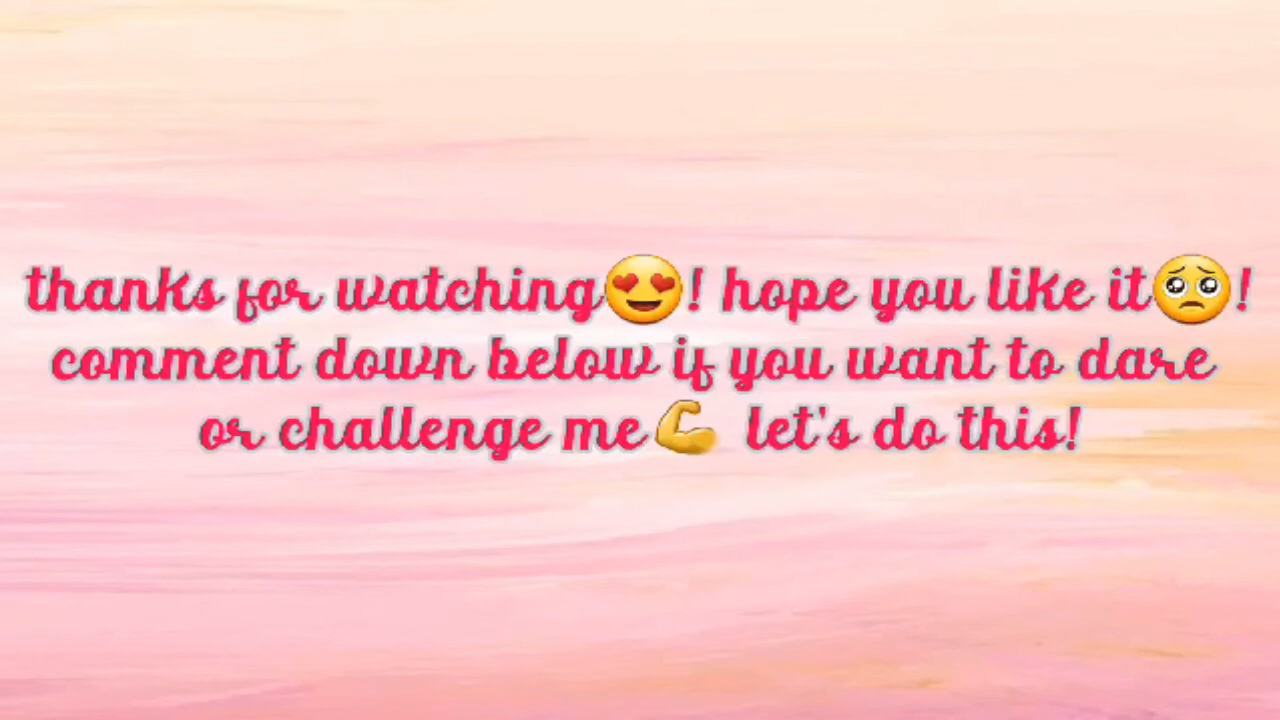 thanks for watching😍! hope you like it🥺!
comment down below if you want to dare
or challenge me💪 let's do this!